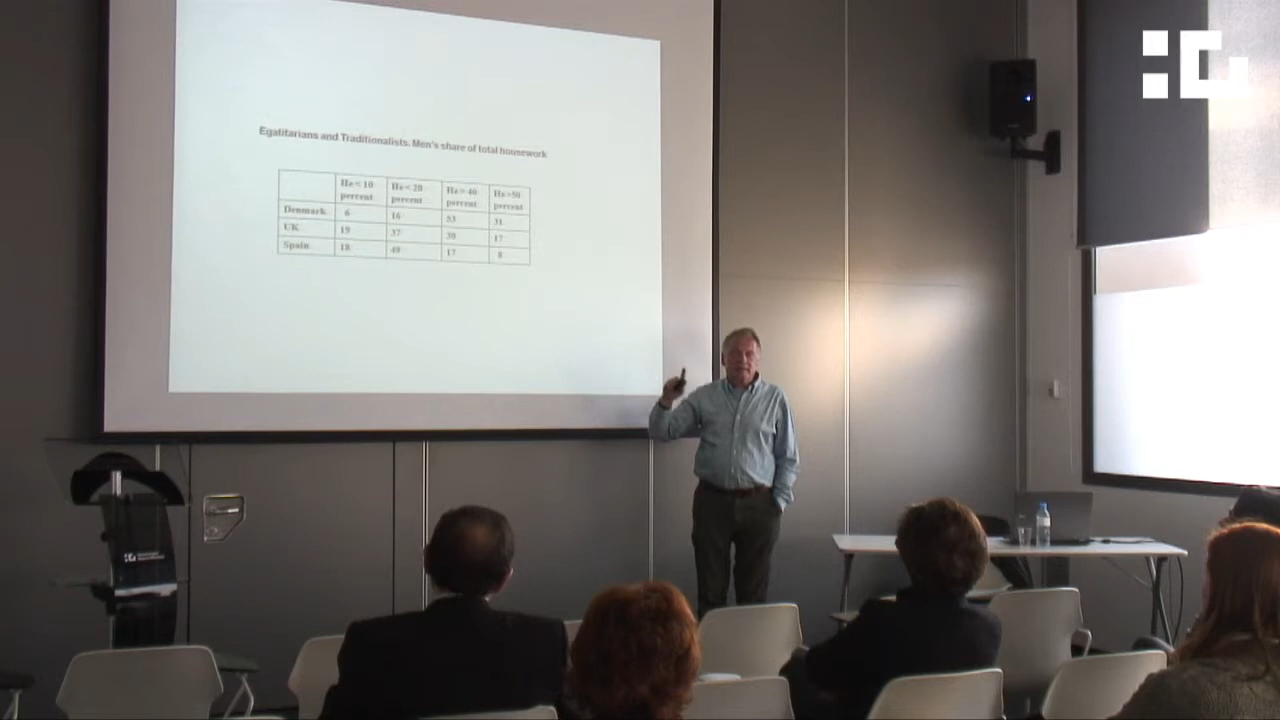 Egalitarians and Traditionalists. Men's share of total housework
He < 10 percent He < 20 percent He > 40 percent He >50 percent
Denmark 6 16 53 31
UK 19 37 30 17
Spain 18 49 17 8